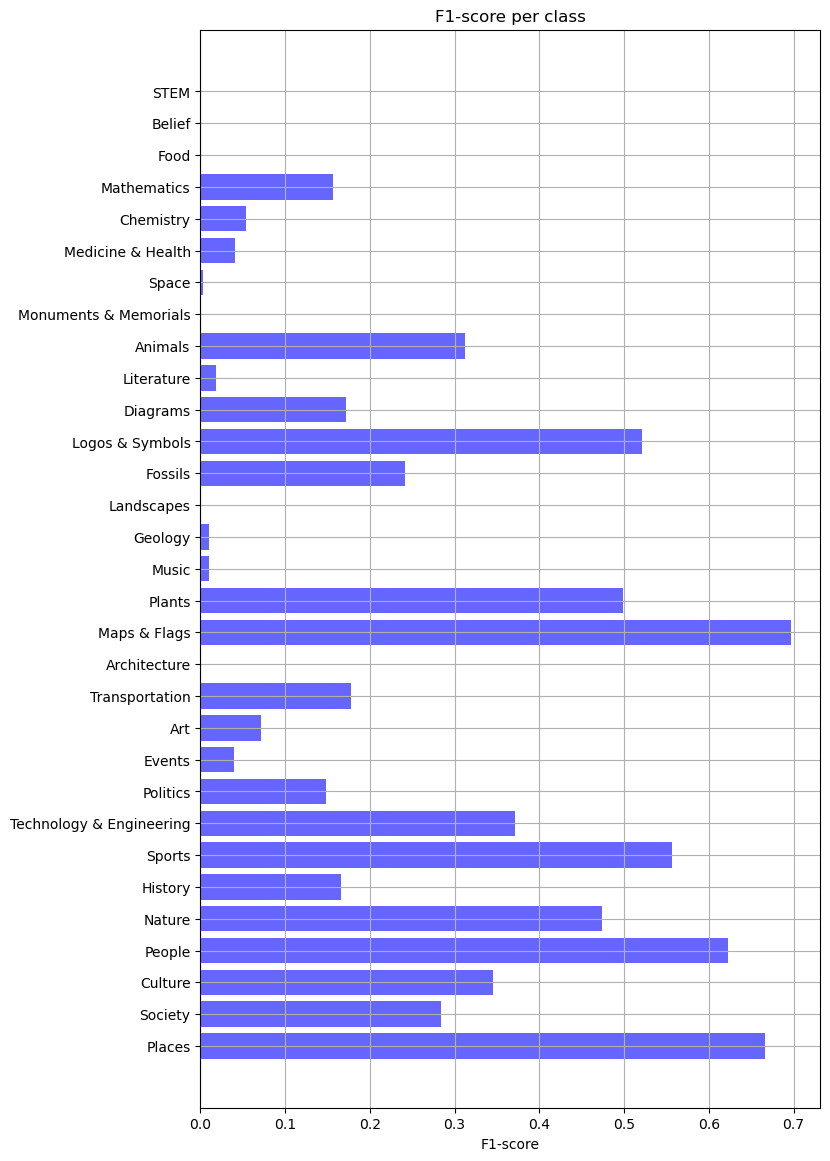 F1-score per class
STEM
Belief
Food
Mathematics
Chemistry
Medicine & Health
Space
Monuments & Memorials
Animals
Literature
Diagrams
Logos & Symbols
Fossils
Landscapes
Geology
Music
Plants
Maps & Flags
Architecture
Transportation
Art
Events
Politics
Technology & Engineering
Sports
History
Nature
People
Culture
Society
Places
0.0 0.1 0.2 0.3 0.4 0.5 0.6 0.7
F1-score